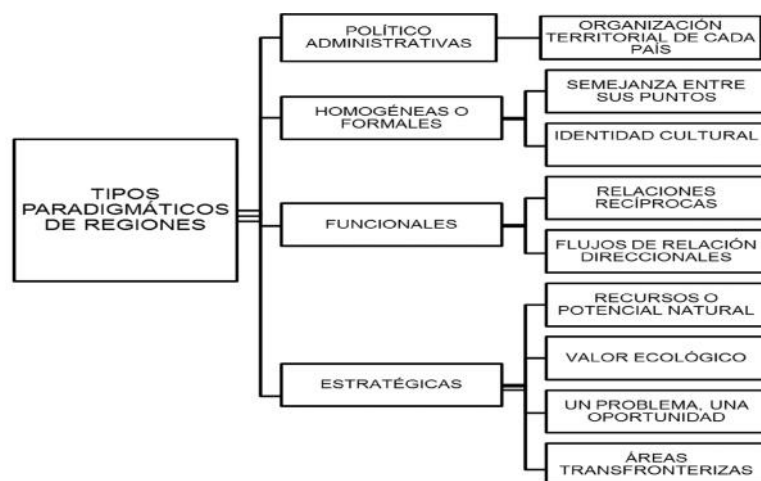 TIPOS
PARADIGMÁTICOS
DE REGIONES
POLÍTICO
ADMINISTRATIVAS
ORGANIZACIÓN
TERRITORIAL DE CADA
PAÍS
HOMOGÉNEAS O
FORMALES
SEMEJANZA ENTRE
SUS PUNTOS
IDENTIDAD CULTURAL
FUNCIONALES
RELACIONES
RECÍPROCAS
FLUJOS DE RELACIÓN
DIRECCIONALES
ESTRATÉGICAS
RECURSOS O
POTENCIAL NATURAL
VALOR ECOLÓGICO
UN PROBLEMA, UNA
OPORTUNIDAD
ÁREAS
TRANSFRONTERIZAS